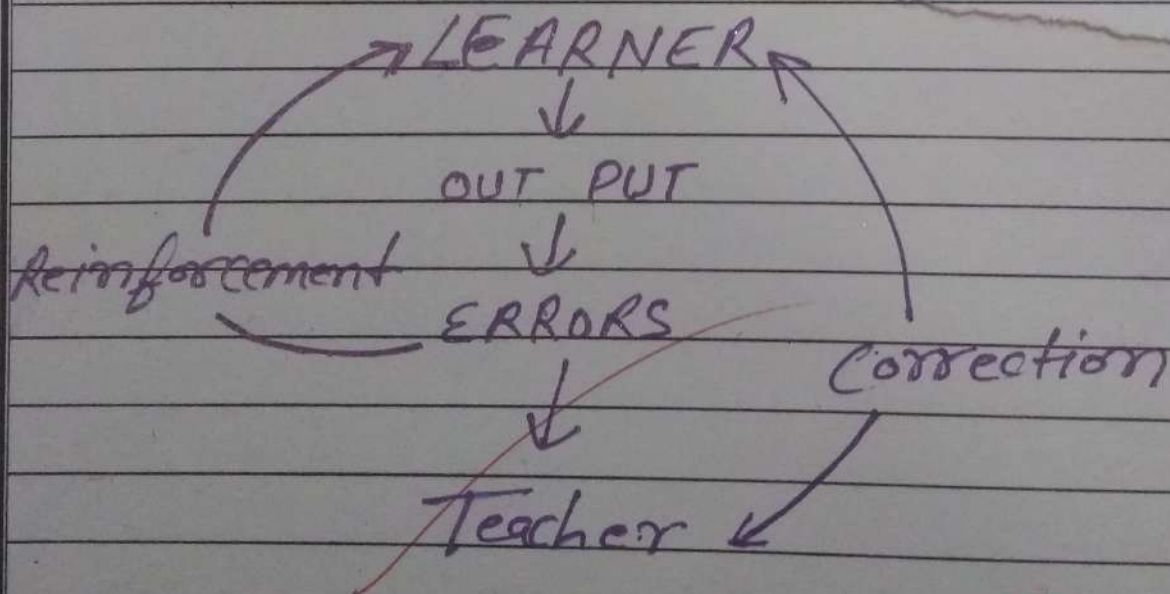 LEARNER
OUT PUT
Reinforcement
ERRORS
Correction
Teacher